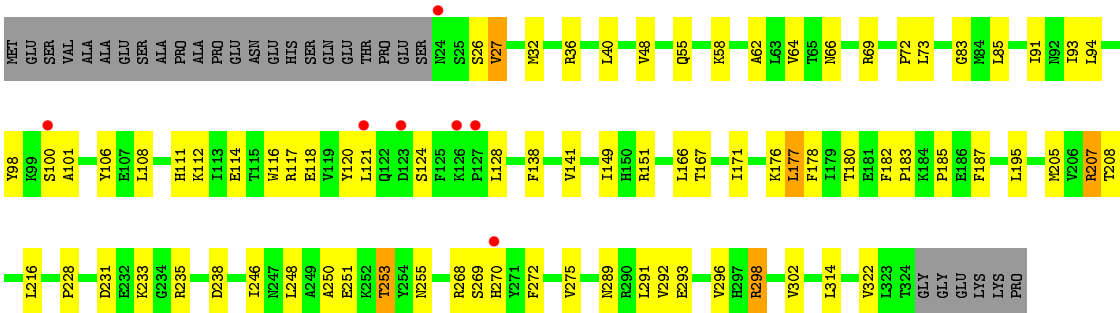 MET GLU SER VAL ALA ALA GLU SER ALA PRO ALA PRO GLU ASN GLU HIS SER GLN GLU THR PRO GLU SER N24 S25 S26 V27 M32 R36 L40 V48 Q55 K58 A62 L63 V64 T65 N66 R69 P72 L73 G83 M84 L85 I91 N92 I93 L94
Y98 K99 S100 A101 Y106 E107 L108 H111 K112 I113 E114 T115 W116 R117 E118 V119 Y120 L121 Q122 D123 S124 F125 K126 P127 L128 F138 V141 I149 H150 R151 L166 T167 I171 K176 L177 F178 I179 T180 E181 F182 P183 K184 P185 E186 F187 L195 M205 V206 R207 T208
L216 P228 D231 E232 K233 G234 R235 D238 I246 N247 L248 A249 A250 E251 K252 T253 Y254 N255 R268 S269 H270 Y271 F272 V275 N289 R290 L291 V292 E293 V296 H297 R298 V302 L314 V322 L323 T324 GLY GLY GLU LYS LYS PRO